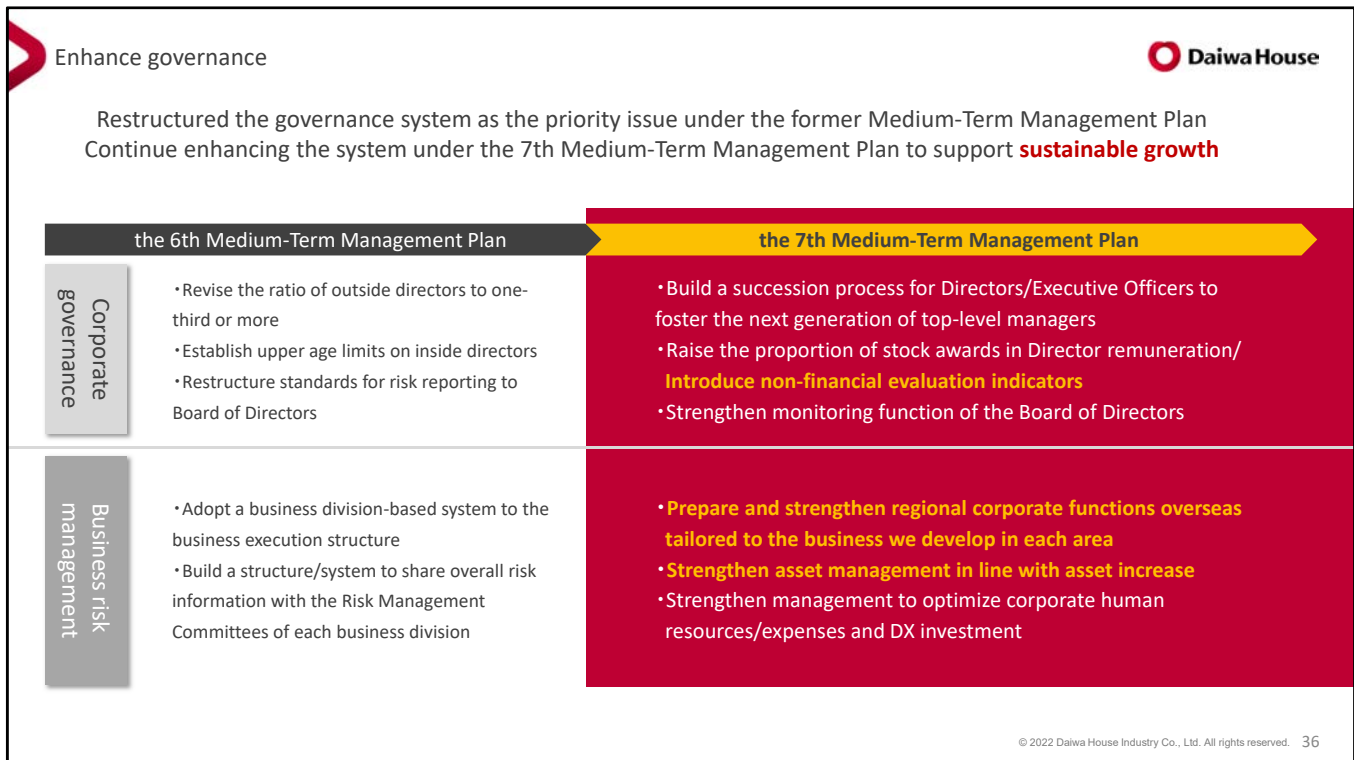 Enhance governance
Daiwa House
Restructured the governance system as the priority issue under the former Medium-Term Management Plan
Continue enhancing the system under the 7th Medium-Term Management Plan to support sustainable growth
the 6th Medium-Term Management Plan
the 7th Medium-Term Management Plan
Corporate
governance
・Revise the ratio of outside directors to one-
third or more
・Establish upper age limits on inside directors
・Restructure standards for risk reporting to
Board of Directors
・Build a succession process for Directors/Executive Officers to
foster the next generation of top-level managers
・Raise the proportion of stock awards in Director remuneration/
Introduce non-financial evaluation indicators
・Strengthen monitoring function of the Board of Directors
Business risk
management
・Adopt a business division-based system to the
business execution structure
・Build a structure/system to share overall risk
information with the Risk Management
Committees of each business division
・Prepare and strengthen regional corporate functions overseas
tailored to the business we develop in each area
・Strengthen asset management in line with asset increase
・Strengthen management to optimize corporate human
resources/expenses and DX investment
© 2022 Daiwa House Industry Co., Ltd. All rights reserved. 36